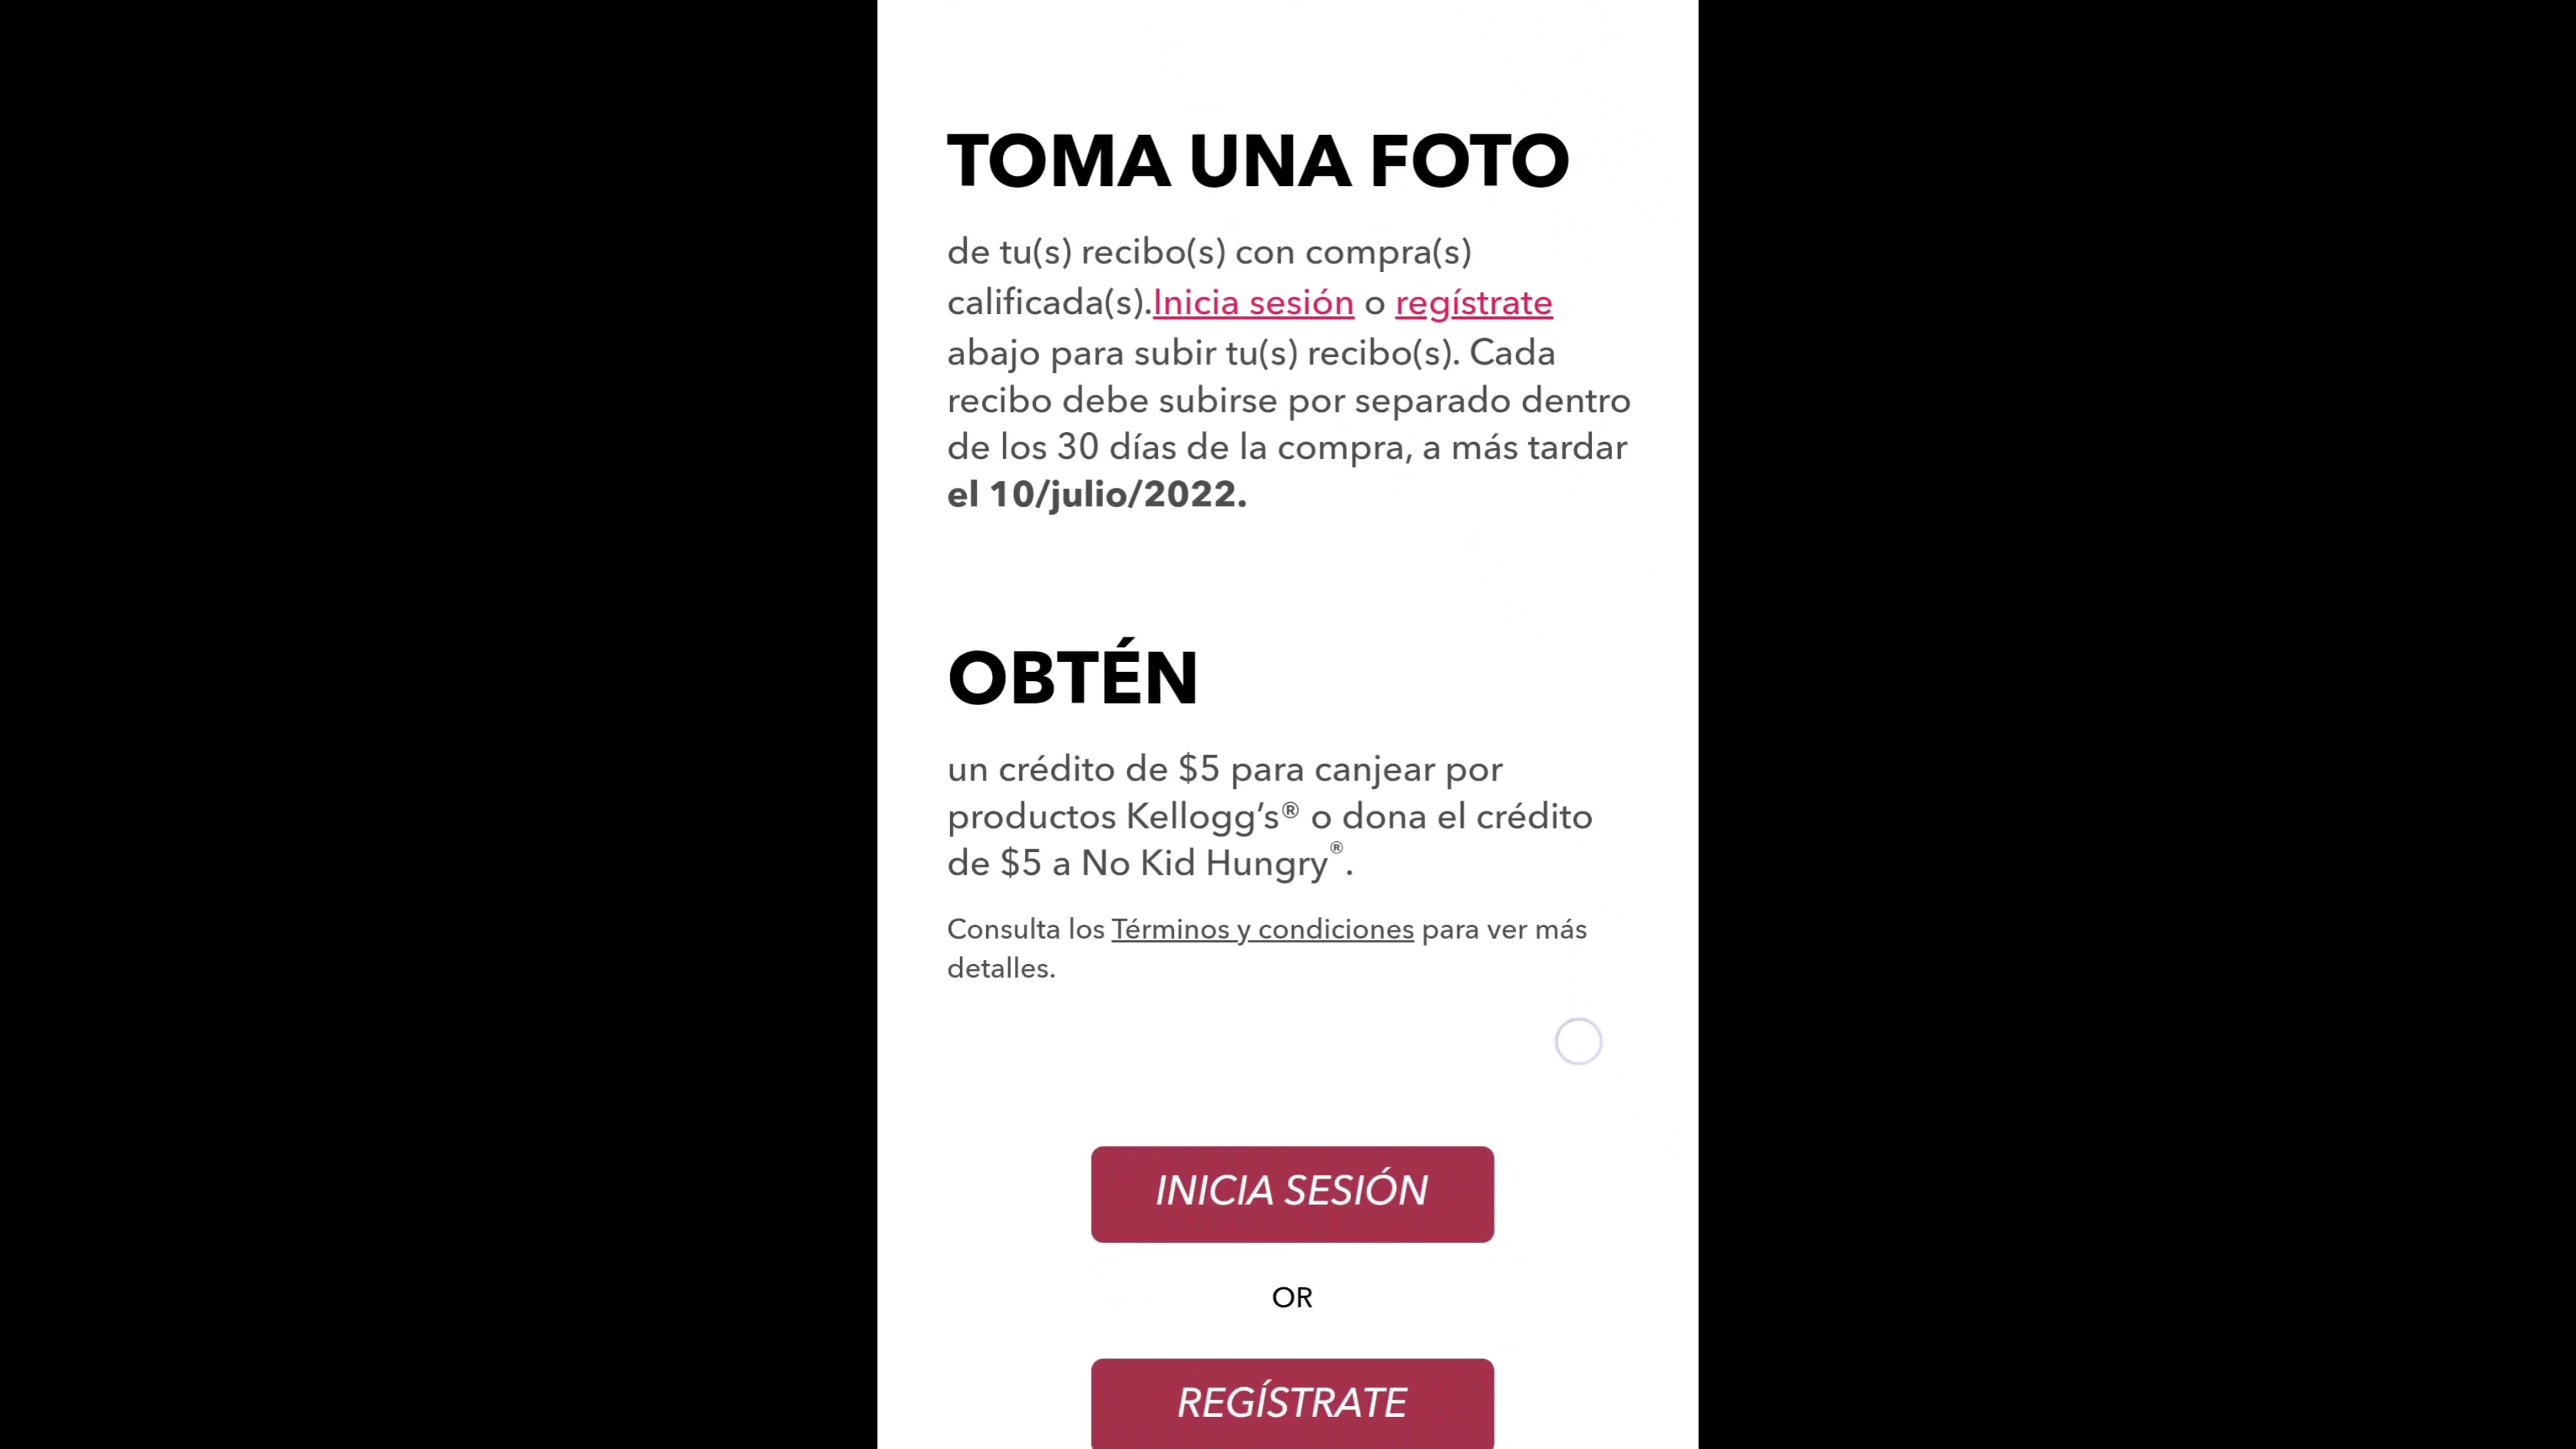 TOMA UNA FOTO
de tu(s) recibo(s) con compra(s)
calificada(s).Inicia sesión o regístrate
abajo para subir tu(s) recibo(s). Cada
recibo debe subirse por separado dentro
de los 30 días de la compra, a más tardar
el 10/julio/2022.
OBTÉN
un crédito de $5 para canjear por
productos Kellogg’s® o dona el crédito
de $5 a No Kid Hungry®.
Consulta los Términos y condiciones para ver más
detalles.
INICIA SESIÓN
OR
REGÍSTRATE